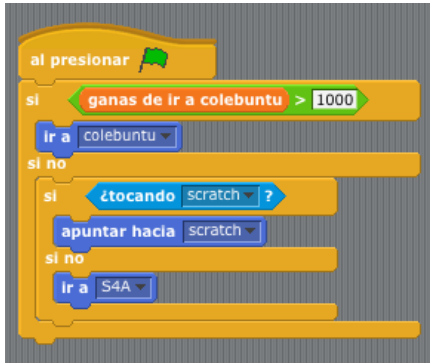 al presionar
si ganas de ir a colebuntu > 1000
ir a colebuntu
si no
si ¿tocando scratch ?
apuntar hacia scratch
si no
ir a S4A